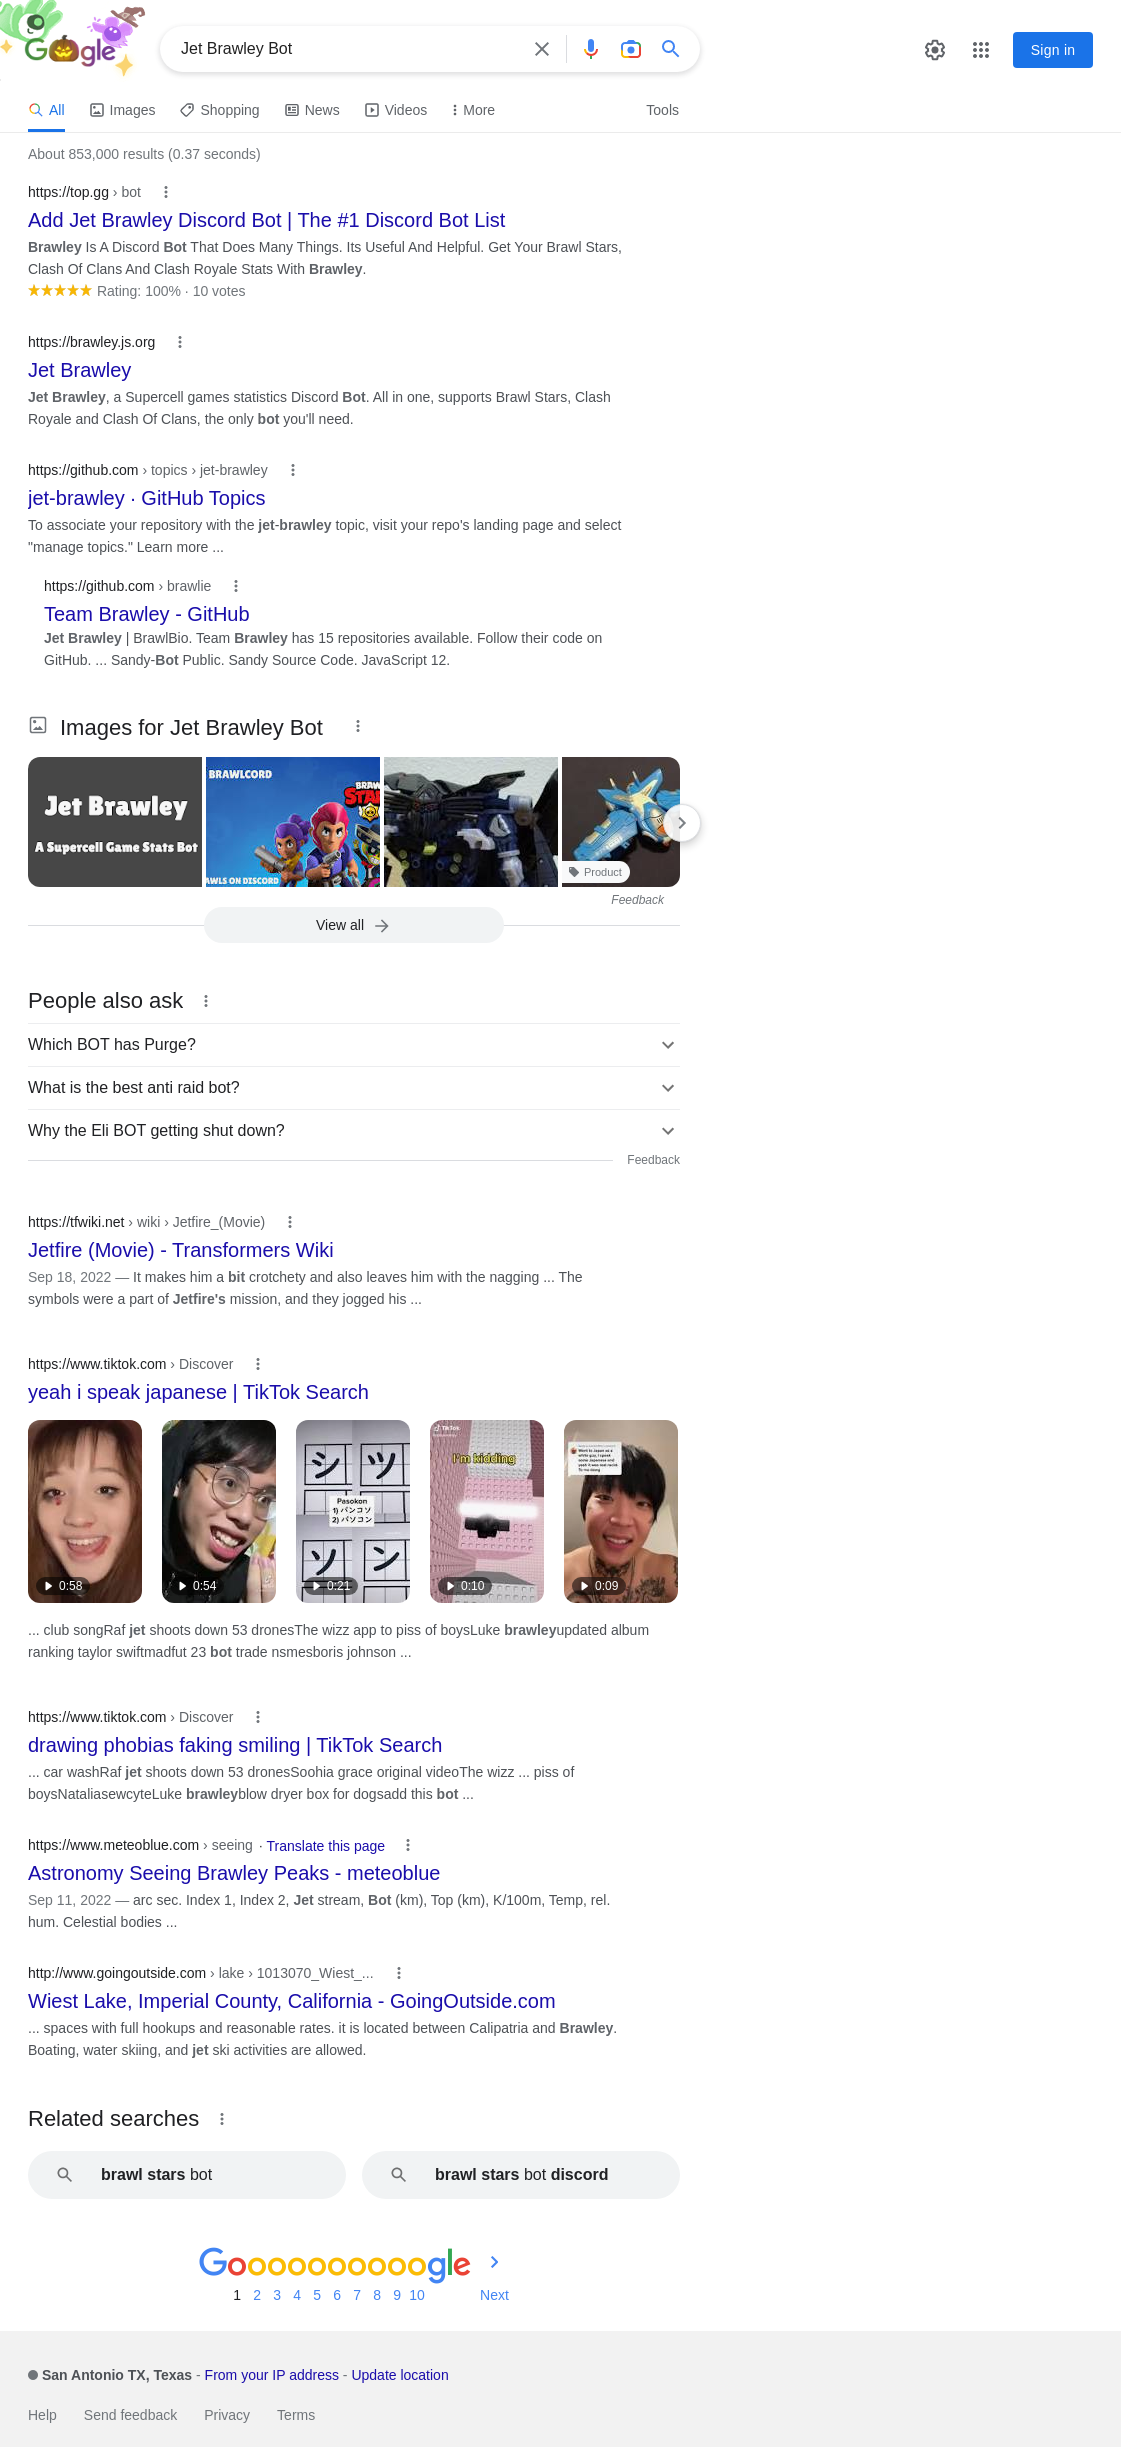 Google
Jet Brawley Bot
Sign in
All
Images
Shopping
News
Videos
More
Tools
About 853,000 results (0.37 seconds)
https://top.gg › bot
Add Jet Brawley Discord Bot | The #1 Discord Bot List
Brawley Is A Discord Bot That Does Many Things. Its Useful And Helpful. Get Your Brawl Stars,
Clash Of Clans And Clash Royale Stats With Brawley.
Rating: 100% · 10 votes
https://brawley.js.org
Jet Brawley
Jet Brawley, a Supercell games statistics Discord Bot. All in one, supports Brawl Stars, Clash
Royale and Clash Of Clans, the only bot you'll need.
https://github.com › topics › jet-brawley
jet-brawley · GitHub Topics
To associate your repository with the jet-brawley topic, visit your repo's landing page and select
"manage topics." Learn more ...
https://github.com › brawlie
Team Brawley - GitHub
Jet Brawley | BrawlBio. Team Brawley has 15 repositories available. Follow their code on
GitHub. ... Sandy-Bot Public. Sandy Source Code. JavaScript 12.
Images for Jet Brawley Bot
Jet Brawley
A Supercell Game Stats Bot
BRAWLCORD
BRAW
STA
AWLS ON DISCORD
Product
Feedback
View all
People also ask
Which BOT has Purge?
What is the best anti raid bot?
Why the Eli BOT getting shut down?
Feedback
https://tfwiki.net › wiki › Jetfire_(Movie)
Jetfire (Movie) - Transformers Wiki
Sep 18, 2022 — It makes him a bit crotchety and also leaves him with the nagging ... The
symbols were a part of Jetfire's mission, and they jogged his ...
https://www.tiktok.com › Discover
yeah i speak japanese | TikTok Search
0:58
0:54
シ ツ
Pasokon
1) パンコソ
2) パソコン
ソ ン
0:21
TikTok
I'm kidding
0:10
0:09
... club songRaf jet shoots down 53 dronesThe wizz app to piss of boysLuke brawleyupdated album
ranking taylor swiftmadfut 23 bot trade nsmesboris johnson ...
https://www.tiktok.com › Discover
drawing phobias faking smiling | TikTok Search
... car washRaf jet shoots down 53 dronesSoohia grace original videoThe wizz ... piss of
boysNataliasewcyteLuke brawleyblow dryer box for dogsadd this bot ...
https://www.meteoblue.com › seeing · Translate this page
Astronomy Seeing Brawley Peaks - meteoblue
Sep 11, 2022 — arc sec. Index 1, Index 2, Jet stream, Bot (km), Top (km), K/100m, Temp, rel.
hum. Celestial bodies ...
http://www.goingoutside.com › lake › 1013070_Wiest_...
Wiest Lake, Imperial County, California - GoingOutside.com
... spaces with full hookups and reasonable rates. it is located between Calipatria and Brawley.
Boating, water skiing, and jet ski activities are allowed.
Related searches
brawl stars bot
brawl stars bot discord
Goooooooooogle
1 2 3 4 5 6 7 8 9 10 Next
San Antonio TX, Texas - From your IP address - Update location
Help Send feedback Privacy Terms